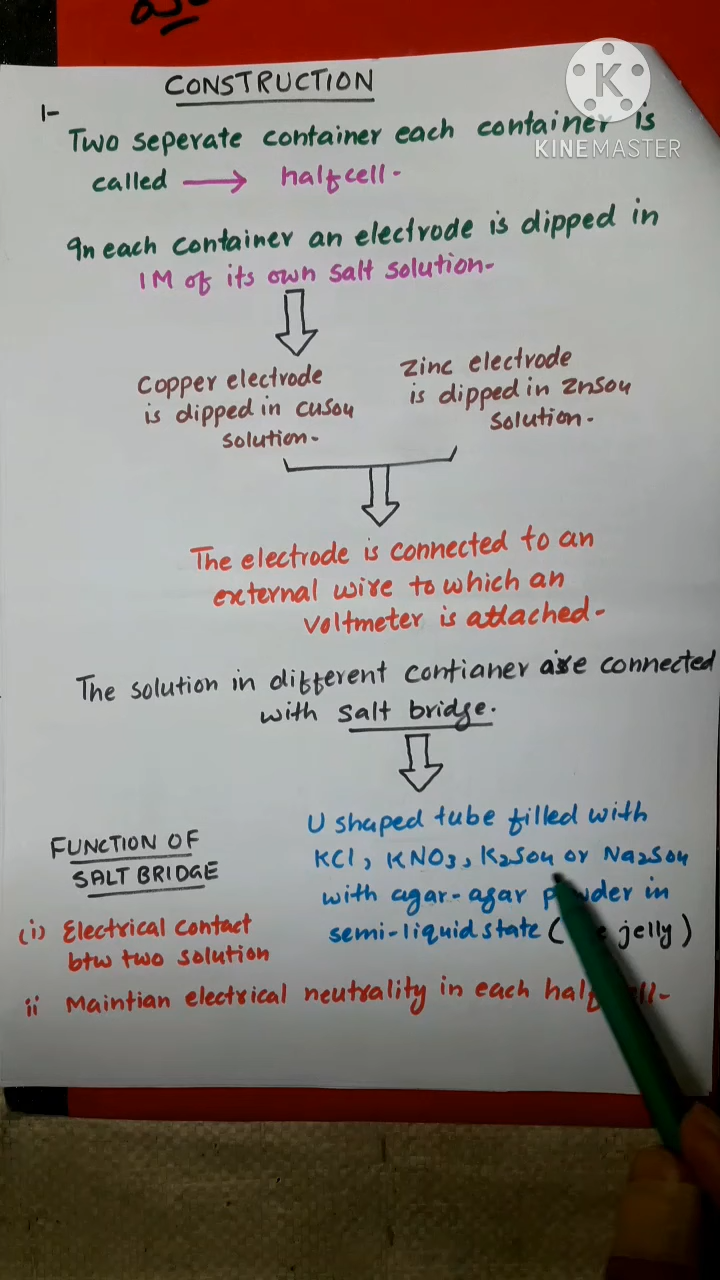 CONSTRUCTION
K
KINEMASTER
1-
Two seperate container each container is
called → halfcell-
In each container an electrode is dipped in
1M of its own salt solution-
Copper electrode
is dipped in CuSO4
solution-
Zinc electrode
is dipped in ZnSO4
solution-
The electrode is connected to an
external wire to which an
voltmeter is attached-
The solution in different contianer are connected
with salt bridge.
U shaped tube filled with
KCl, KNO3, K2SO4 or Na2SO4
with agar-agar powder in
semi-liquid state ( jelly)
FUNCTION OF
SALT BRIDGE
(i) Electrical contact
btw two solution
ii Maintian electrical neutrality in each half cell-